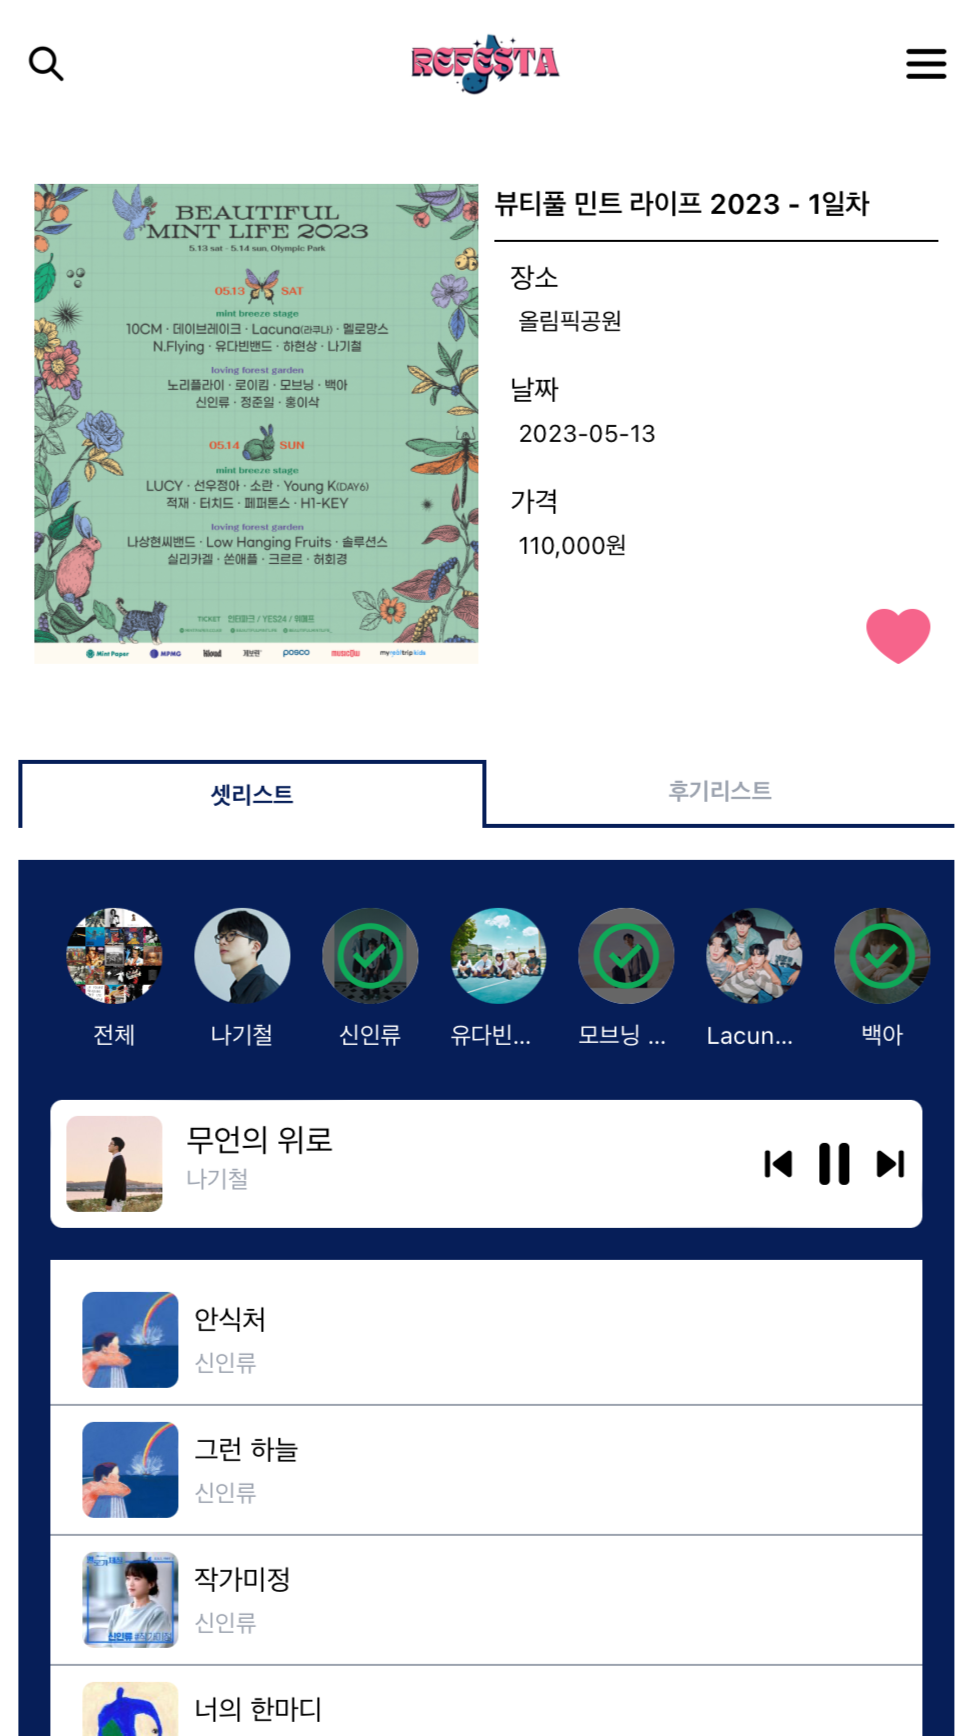 REFESTA
BEAUTIFUL
MINT LIFE 2023
5.13 sat - 5.14 sun, Olympic Park
05.13 SAT
mint breeze stage
10CM · 데이브레이크 · Lacuna(라쿠나) · 멜로망스
N.Flying · 유다빈밴드 · 하현상 · 나기철
loving forest garden
노리플라이 · 로이킴 · 모브닝 · 백아
신인류 · 정준일 · 홍이삭
05.14 SUN
mint breeze stage
LUCY · 선우정아 · 소란 · Young K(DAY6)
적재 · 터치드 · 페퍼톤스 · H1-KEY
loving forest garden
나상현씨밴드 · Low Hanging Fruits · 솔루션스
실리카겔 · 쏜애플 · 크르르 · 허회경
TICKET 인터파크 / YES24 / 위메프
Mint Paper MPMG posco
뷰티풀 민트 라이프 2023 - 1일차
장소
올림픽공원
날짜
2023-05-13
가격
110,000원
셋리스트 후기리스트
전체 나기철 신인류 유다빈... 모브닝 ... Lacun... 백아
무언의 위로
나기철
안식처
신인류
그런 하늘
신인류
작가미정
신인류
너의 한마디